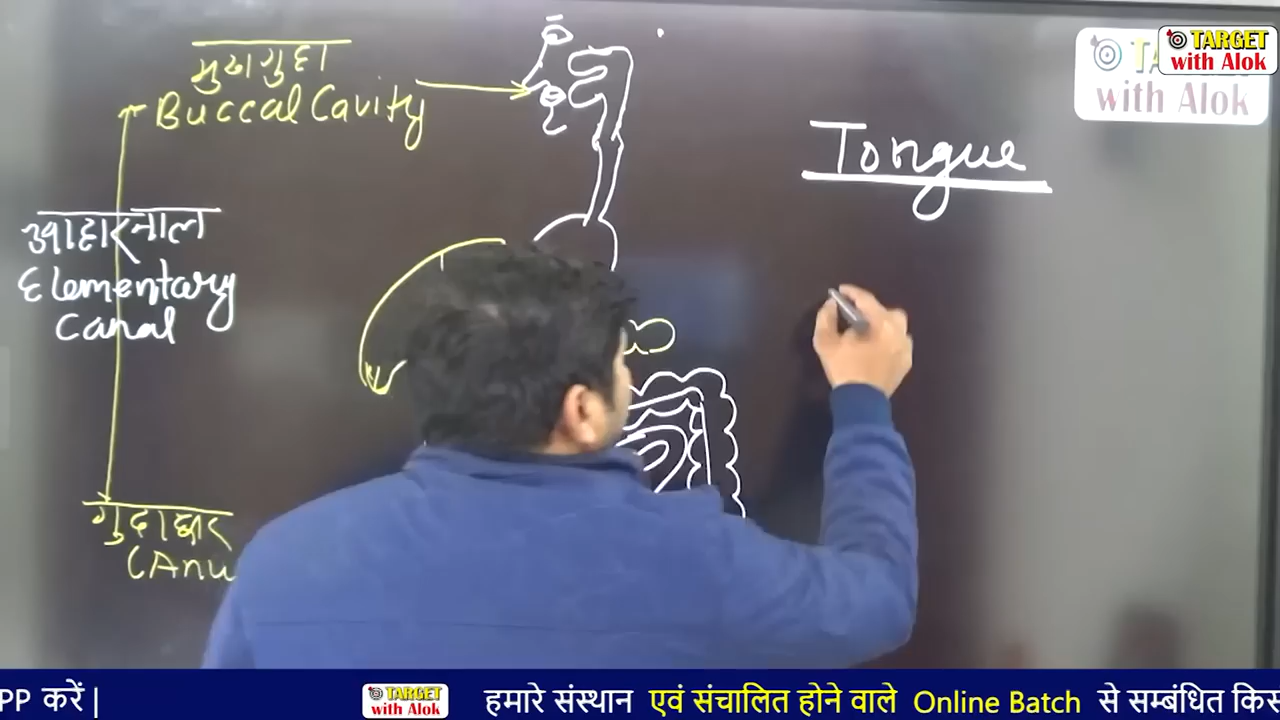 मुखगुहा
Buccal Cavity
आहारनाल
Elementary
Canal
गुदाद्वार
(Anu
Tongue
TARGET
with Alok
with Alok
PP करें |
TARGET
with Alok
हमारे संस्थान एवं संचालित होने वाले Online Batch से सम्बंधित किस